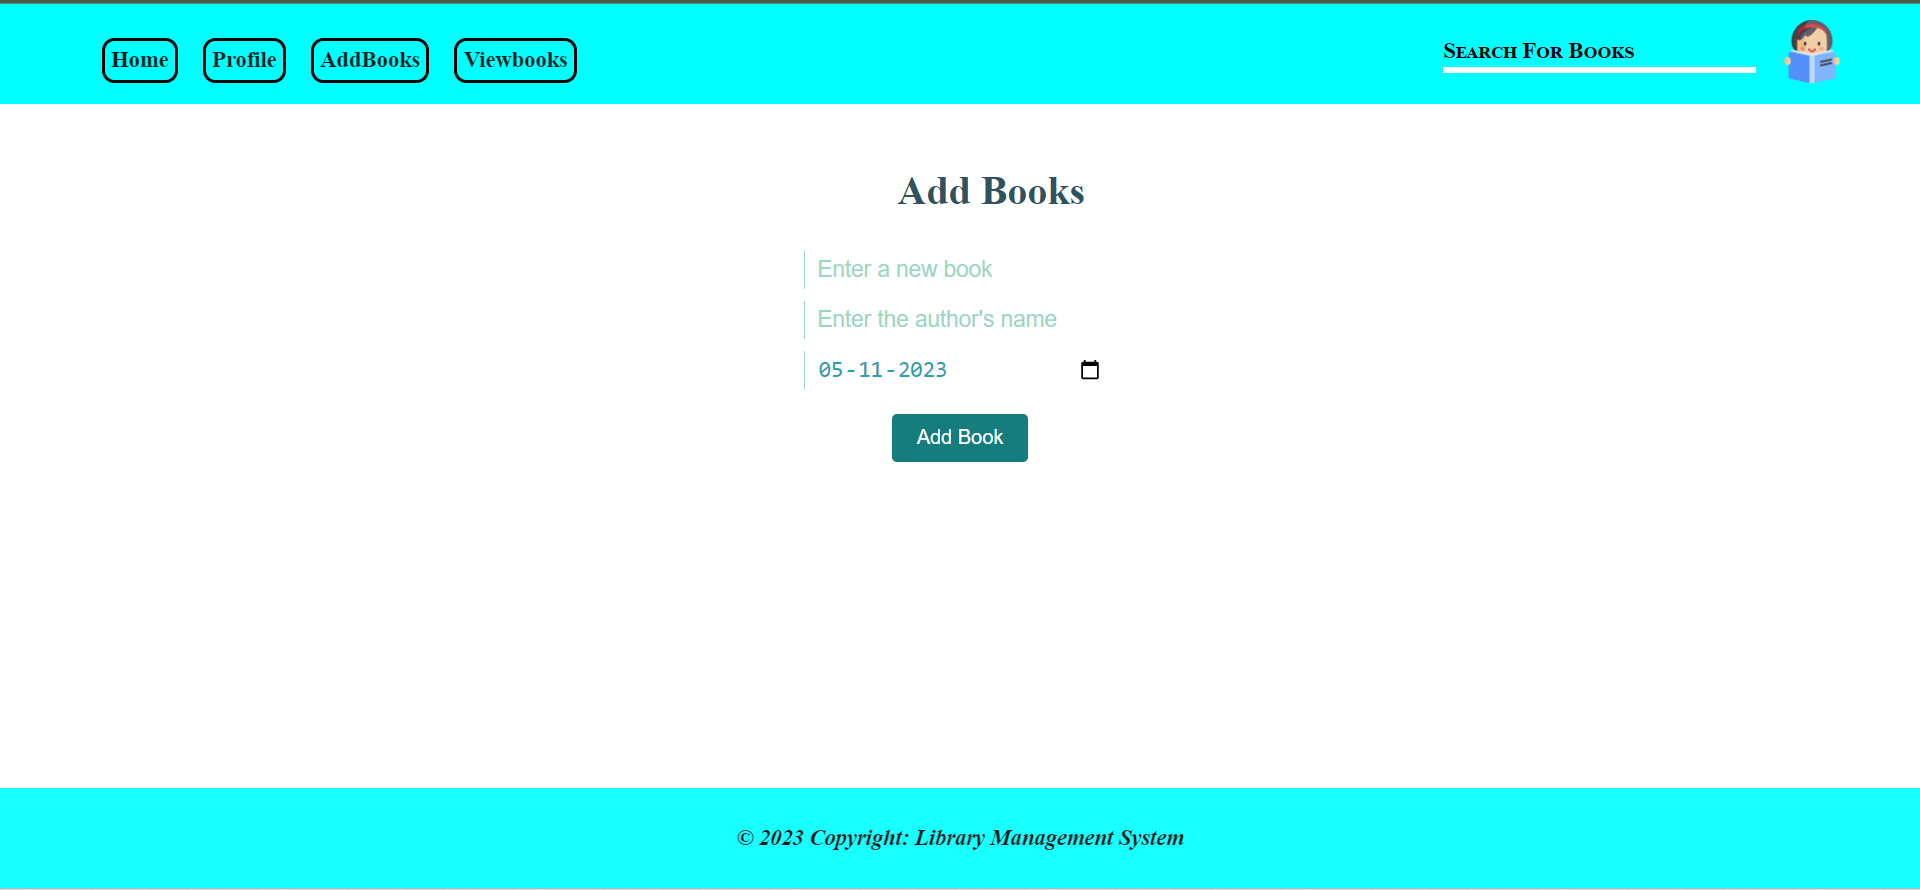 Home Profile AddBooks Viewbooks Search For Books
Add Books
Enter a new book
Enter the author's name
05-11-2023
Add Book
© 2023 Copyright: Library Management System